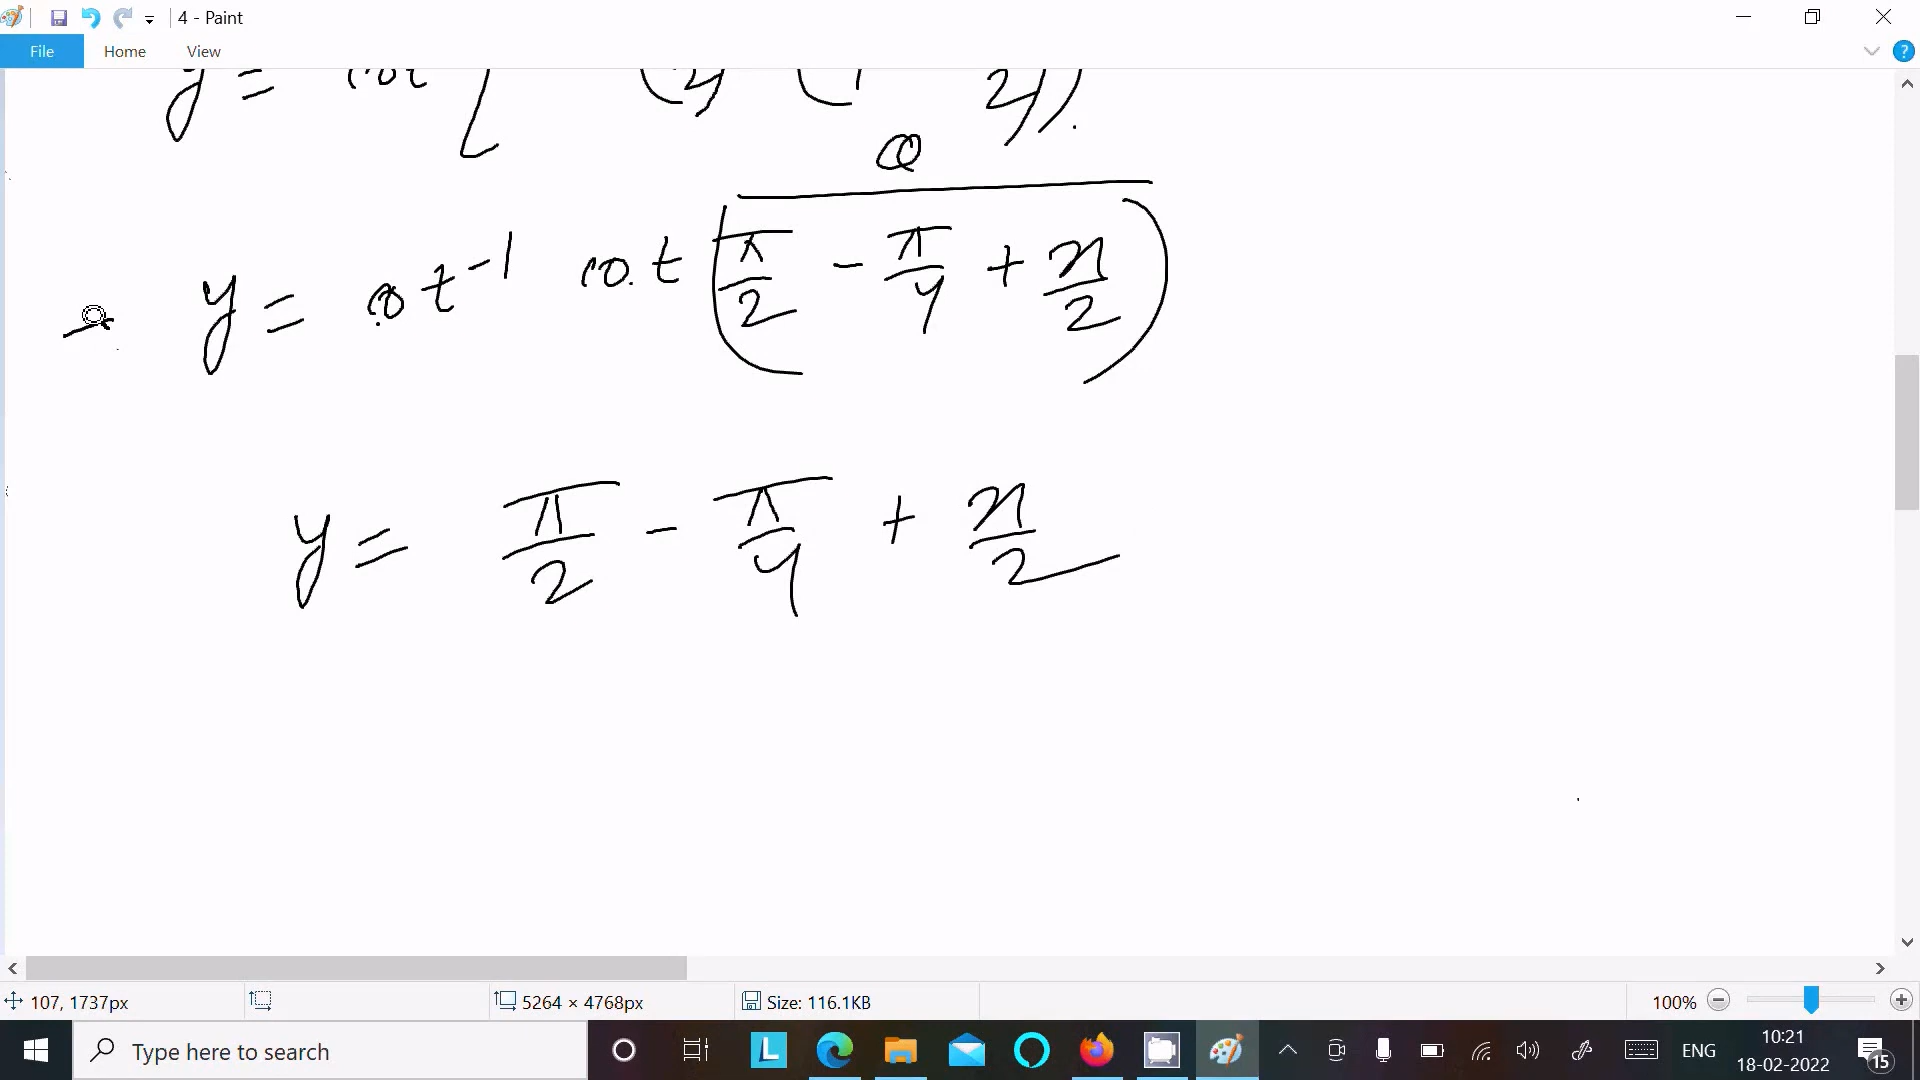 4 - Paint
File Home View
y =
θ
y = cot⁻¹ cot (π/2 - π/4 + x/2)
y = π/2 - π/4 + x/2
107, 1737px 5264 × 4768px Size: 116.1KB 100%
Type here to search L ENG 10:21
18-02-2022 15